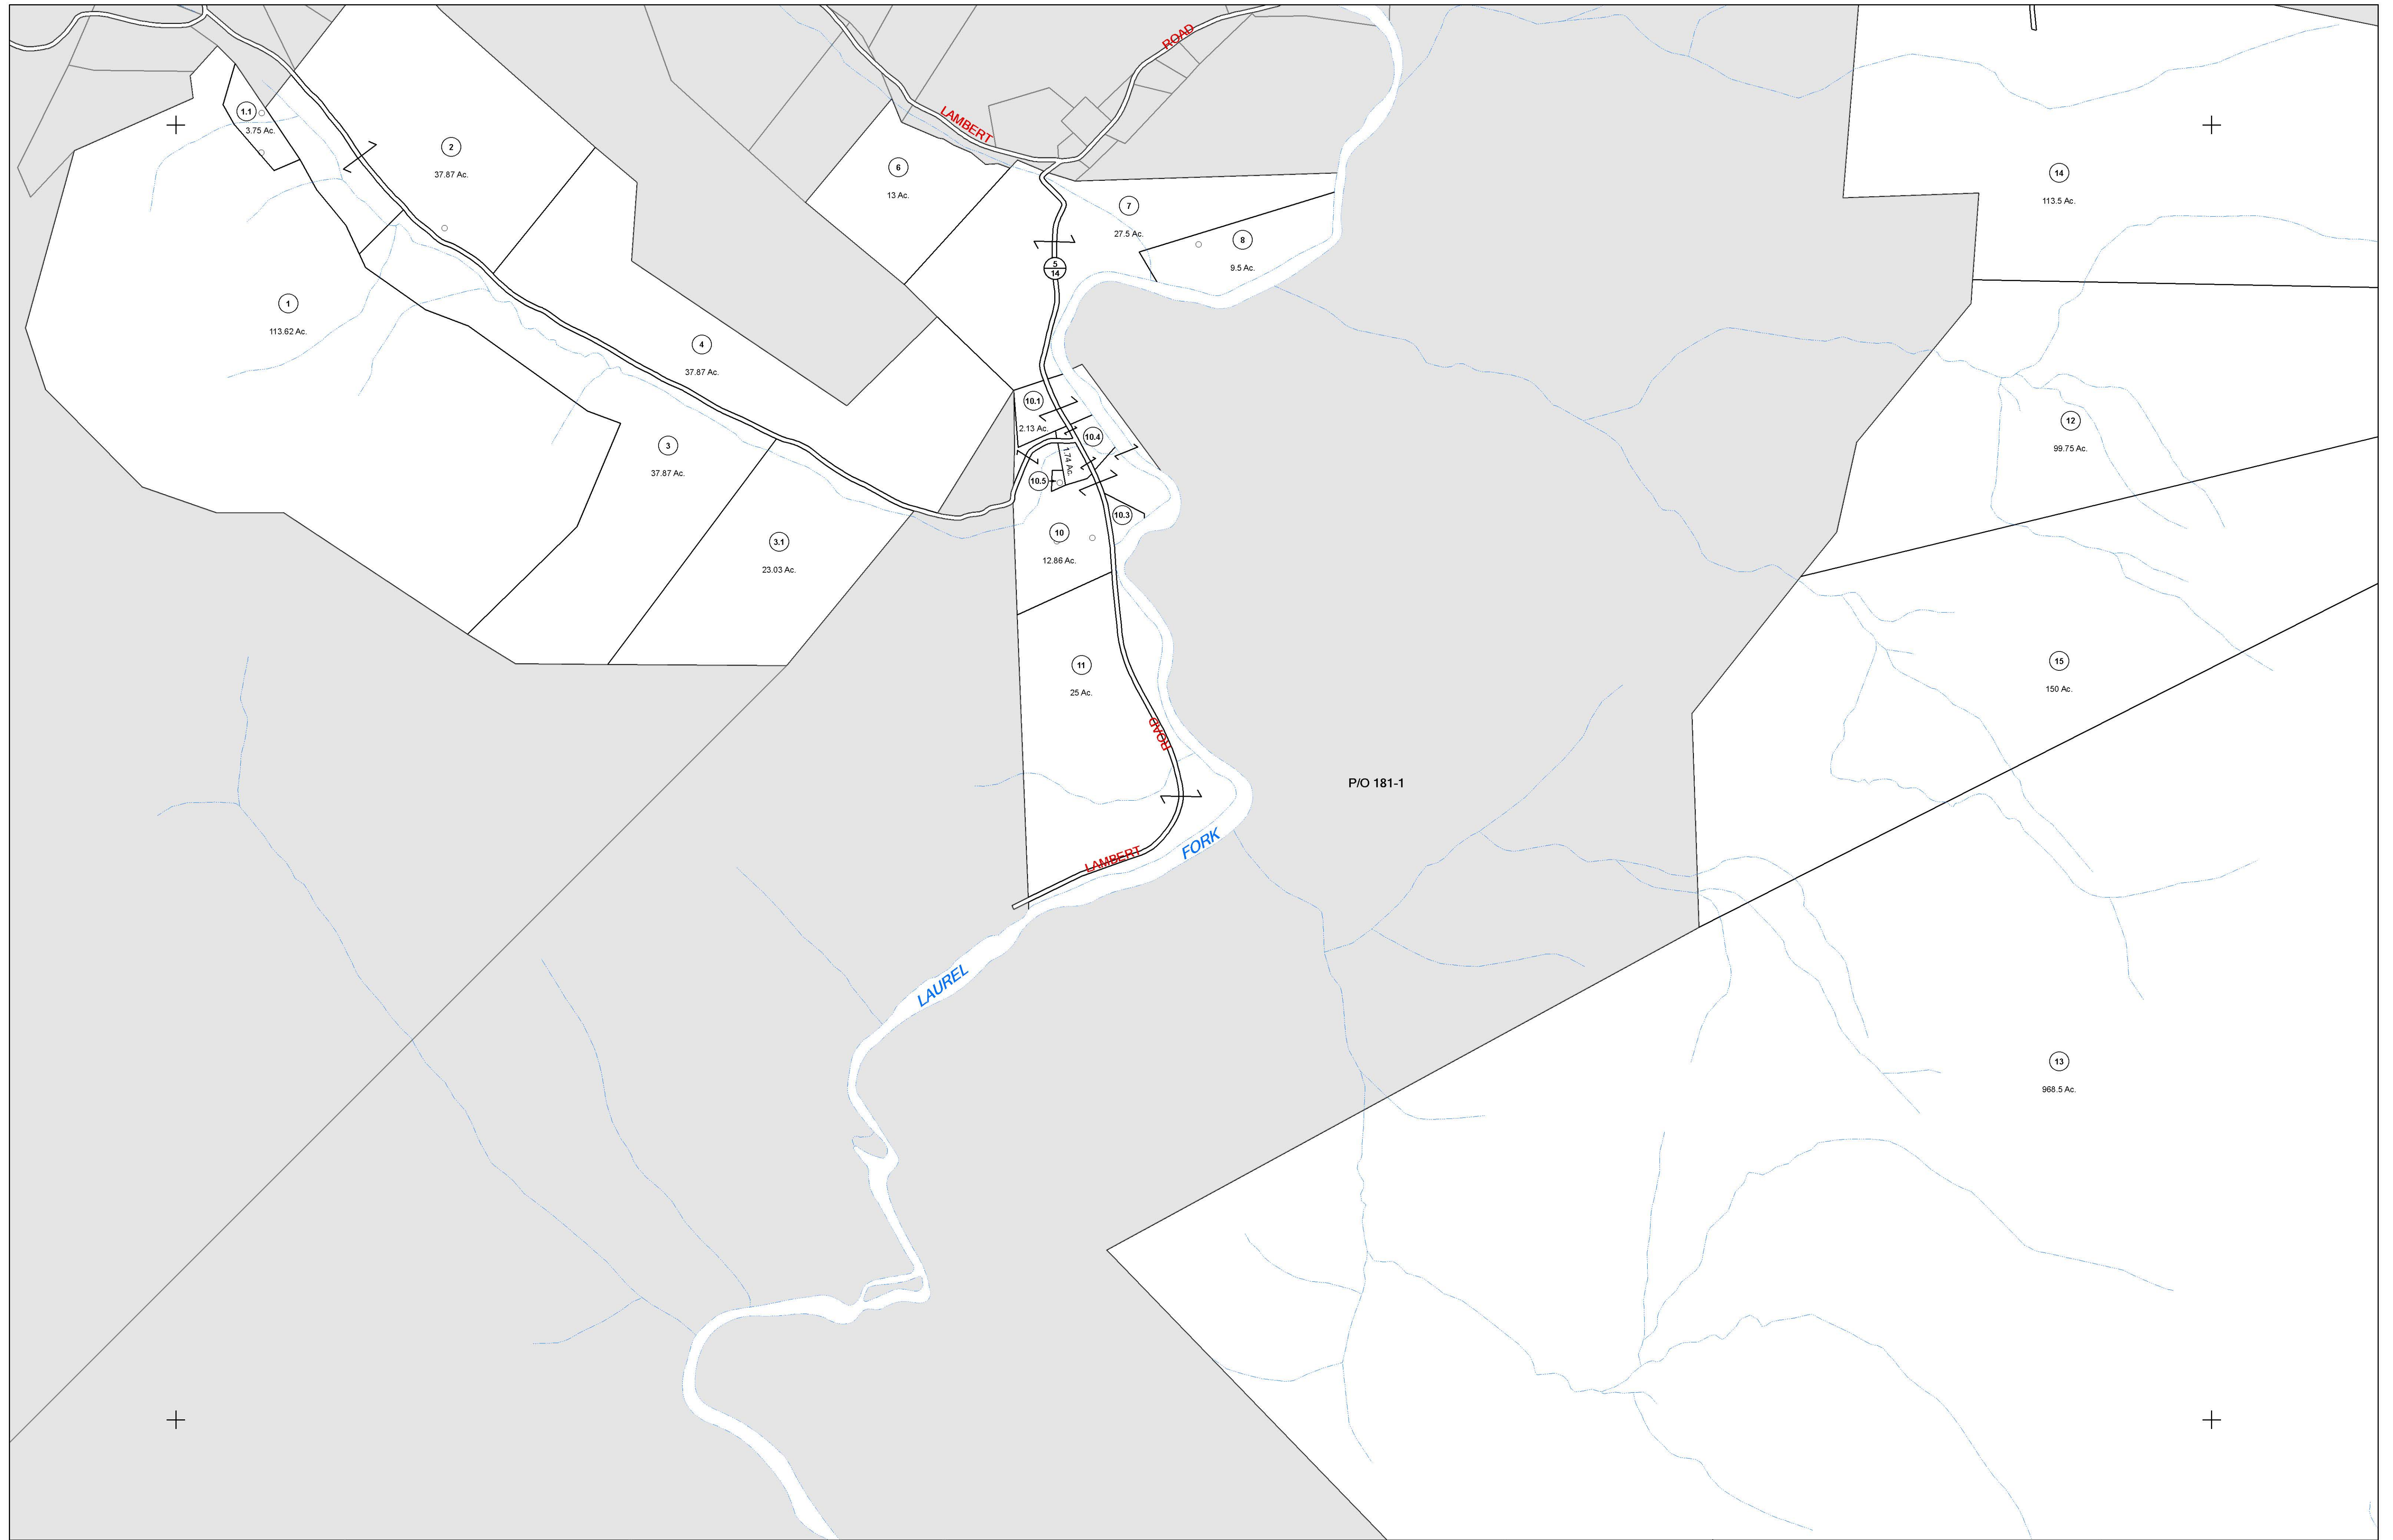 ROAD
LAMBERT
1.1
3.75 Ac.
2
37.87 Ac.
6
13 Ac.
7
27.5 Ac.
8
9.5 Ac.
14
113.5 Ac.
5
14
1
113.62 Ac.
4
37.87 Ac.
10.1
2.13 Ac.
10.4
1.74 Ac.
10.5
3
37.87 Ac.
12
99.75 Ac.
10.3
10
12.86 Ac.
3.1
23.03 Ac.
11
25 Ac.
15
150 Ac.
ROAD
P/O 181-1
LAMBERT
FORK
LAUREL
13
968.5 Ac.